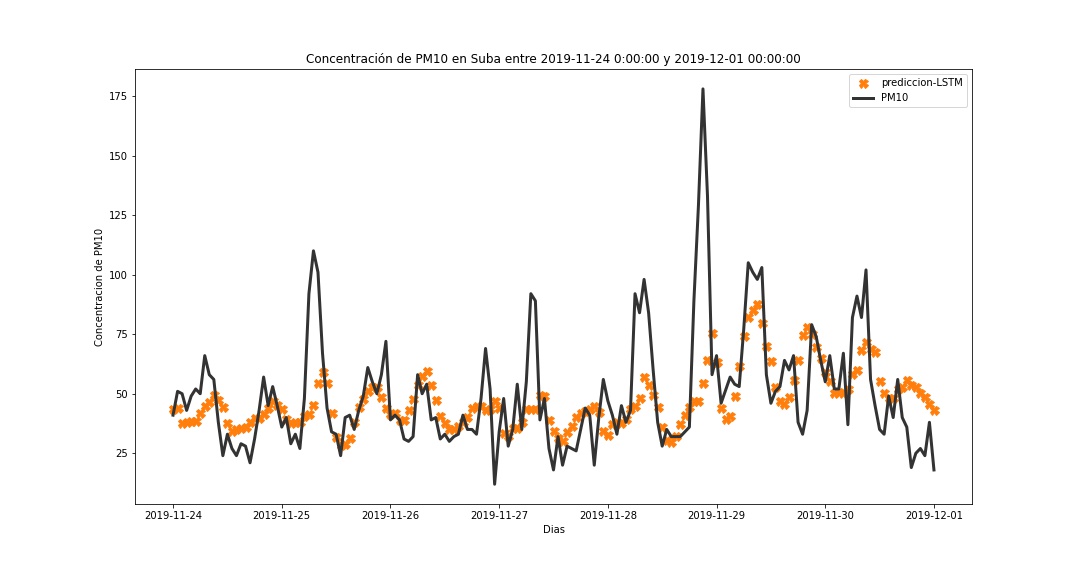 Concentración de PM10 en Suba entre 2019-11-24 0:00:00 y 2019-12-01 00:00:00
prediccion-LSTM
PM10
175
150
125
100
75
50
25
Concentracion de PM10
2019-11-24 2019-11-25 2019-11-26 2019-11-27 2019-11-28 2019-11-29 2019-11-30 2019-12-01
Dias